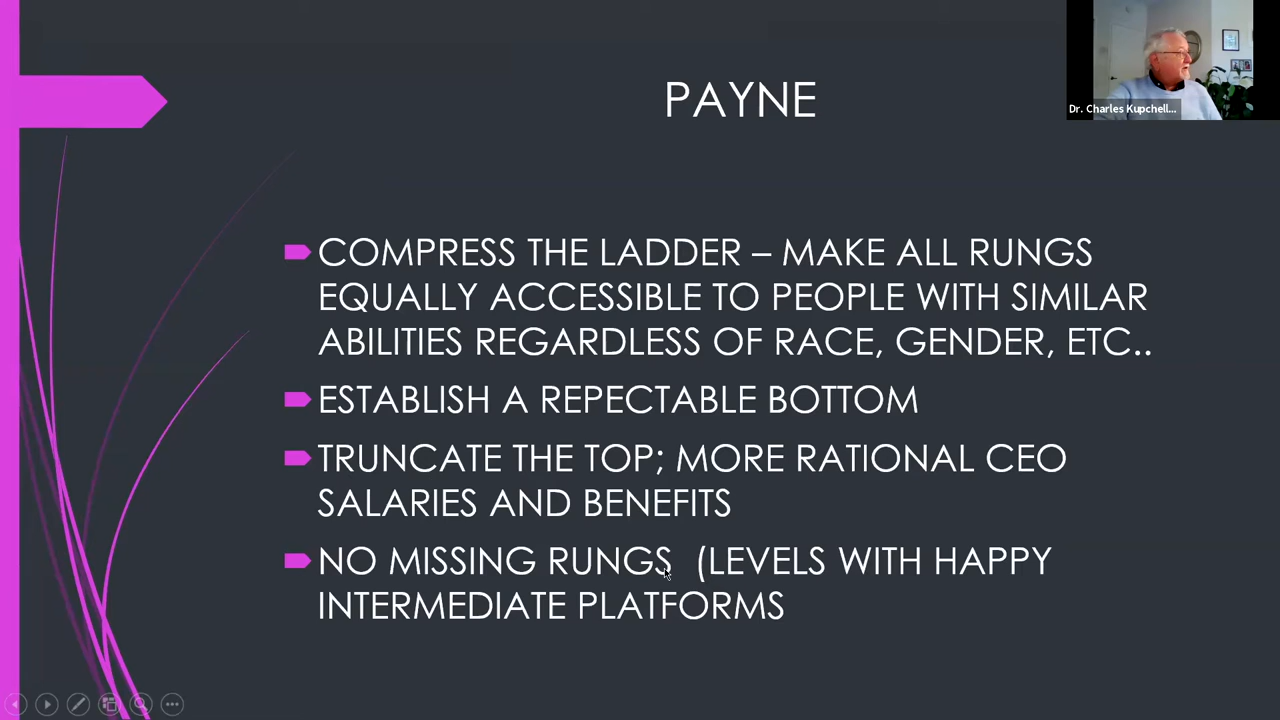 PAYNE
Dr. Charles Kupchell...
COMPRESS THE LADDER – MAKE ALL RUNGS
EQUALLY ACCESSIBLE TO PEOPLE WITH SIMILAR
ABILITIES REGARDLESS OF RACE, GENDER, ETC..
ESTABLISH A REPECTABLE BOTTOM
TRUNCATE THE TOP; MORE RATIONAL CEO
SALARIES AND BENEFITS
NO MISSING RUNGS (LEVELS WITH HAPPY
INTERMEDIATE PLATFORMS